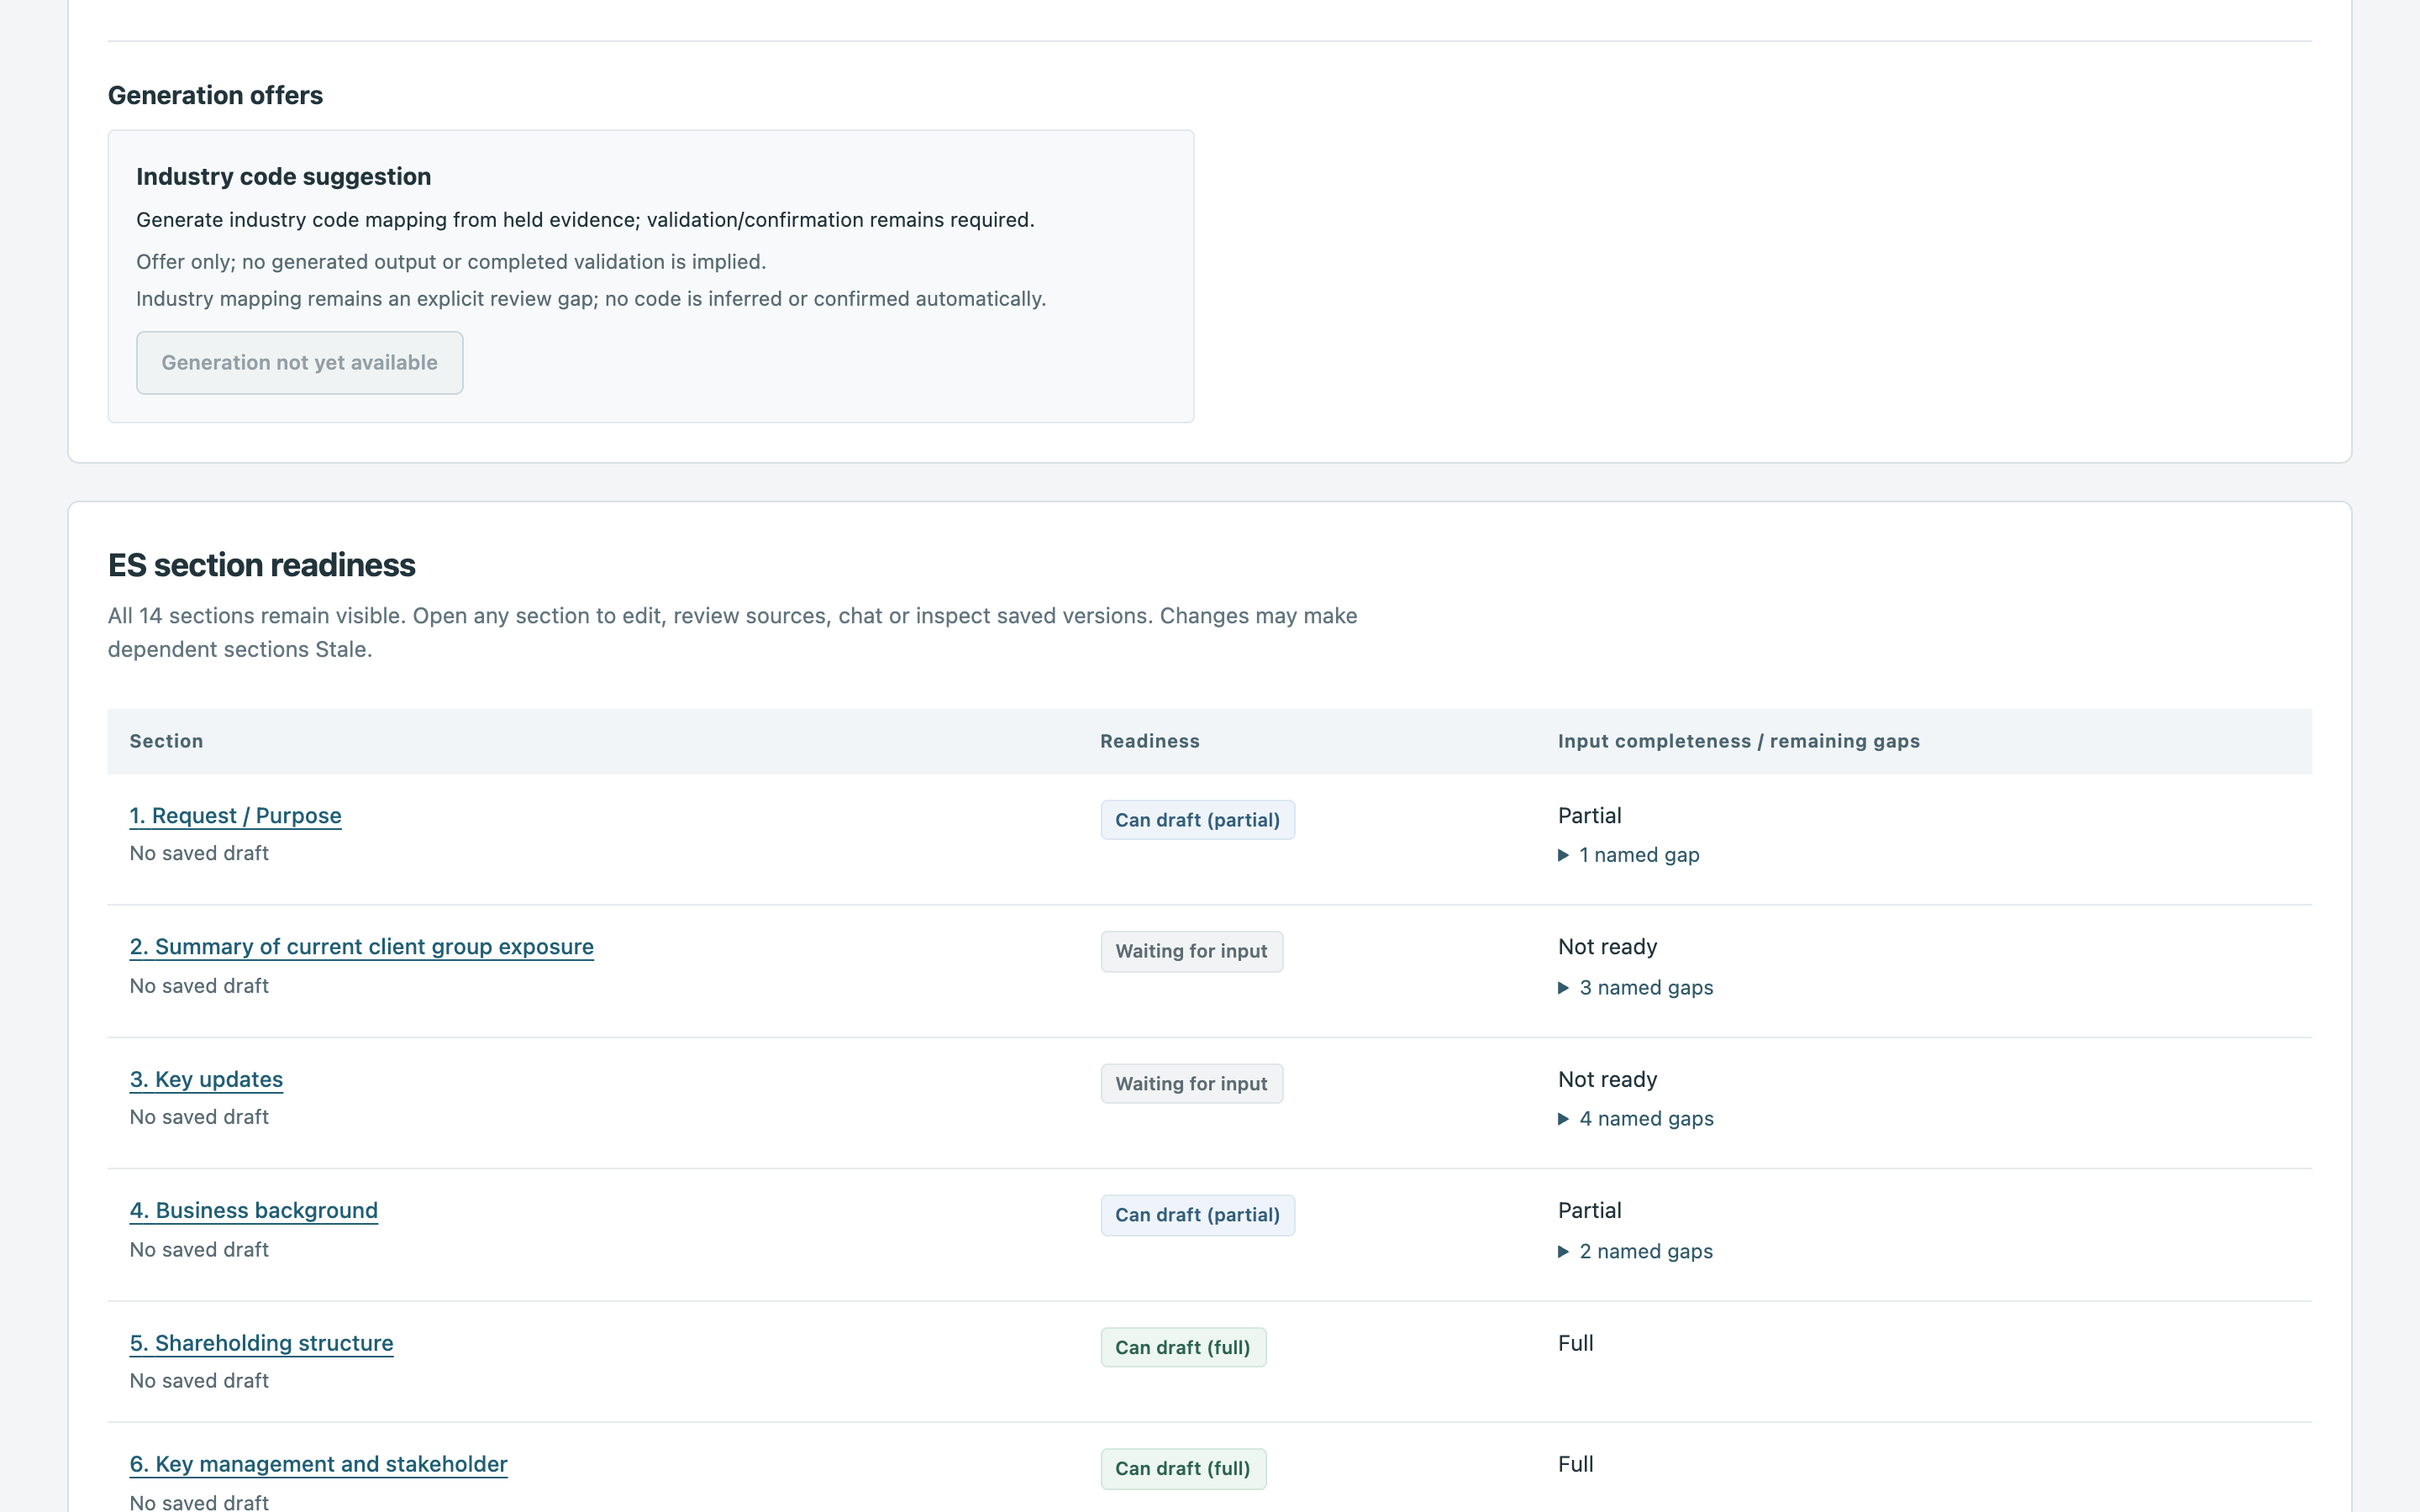 Generation offers
Industry code suggestion
Generate industry code mapping from held evidence; validation/confirmation remains required.
Offer only; no generated output or completed validation is implied.
Industry mapping remains an explicit review gap; no code is inferred or confirmed automatically.
Generation not yet available
ES section readiness
All 14 sections remain visible. Open any section to edit, review sources, chat or inspect saved versions. Changes may make
dependent sections Stale.
Section Readiness Input completeness / remaining gaps
1. Request / Purpose Can draft (partial) Partial
No saved draft ▶ 1 named gap
2. Summary of current client group exposure Waiting for input Not ready
No saved draft ▶ 3 named gaps
3. Key updates Waiting for input Not ready
No saved draft ▶ 4 named gaps
4. Business background Can draft (partial) Partial
No saved draft ▶ 2 named gaps
5. Shareholding structure Can draft (full) Full
No saved draft
6. Key management and stakeholder Can draft (full) Full
No saved draft